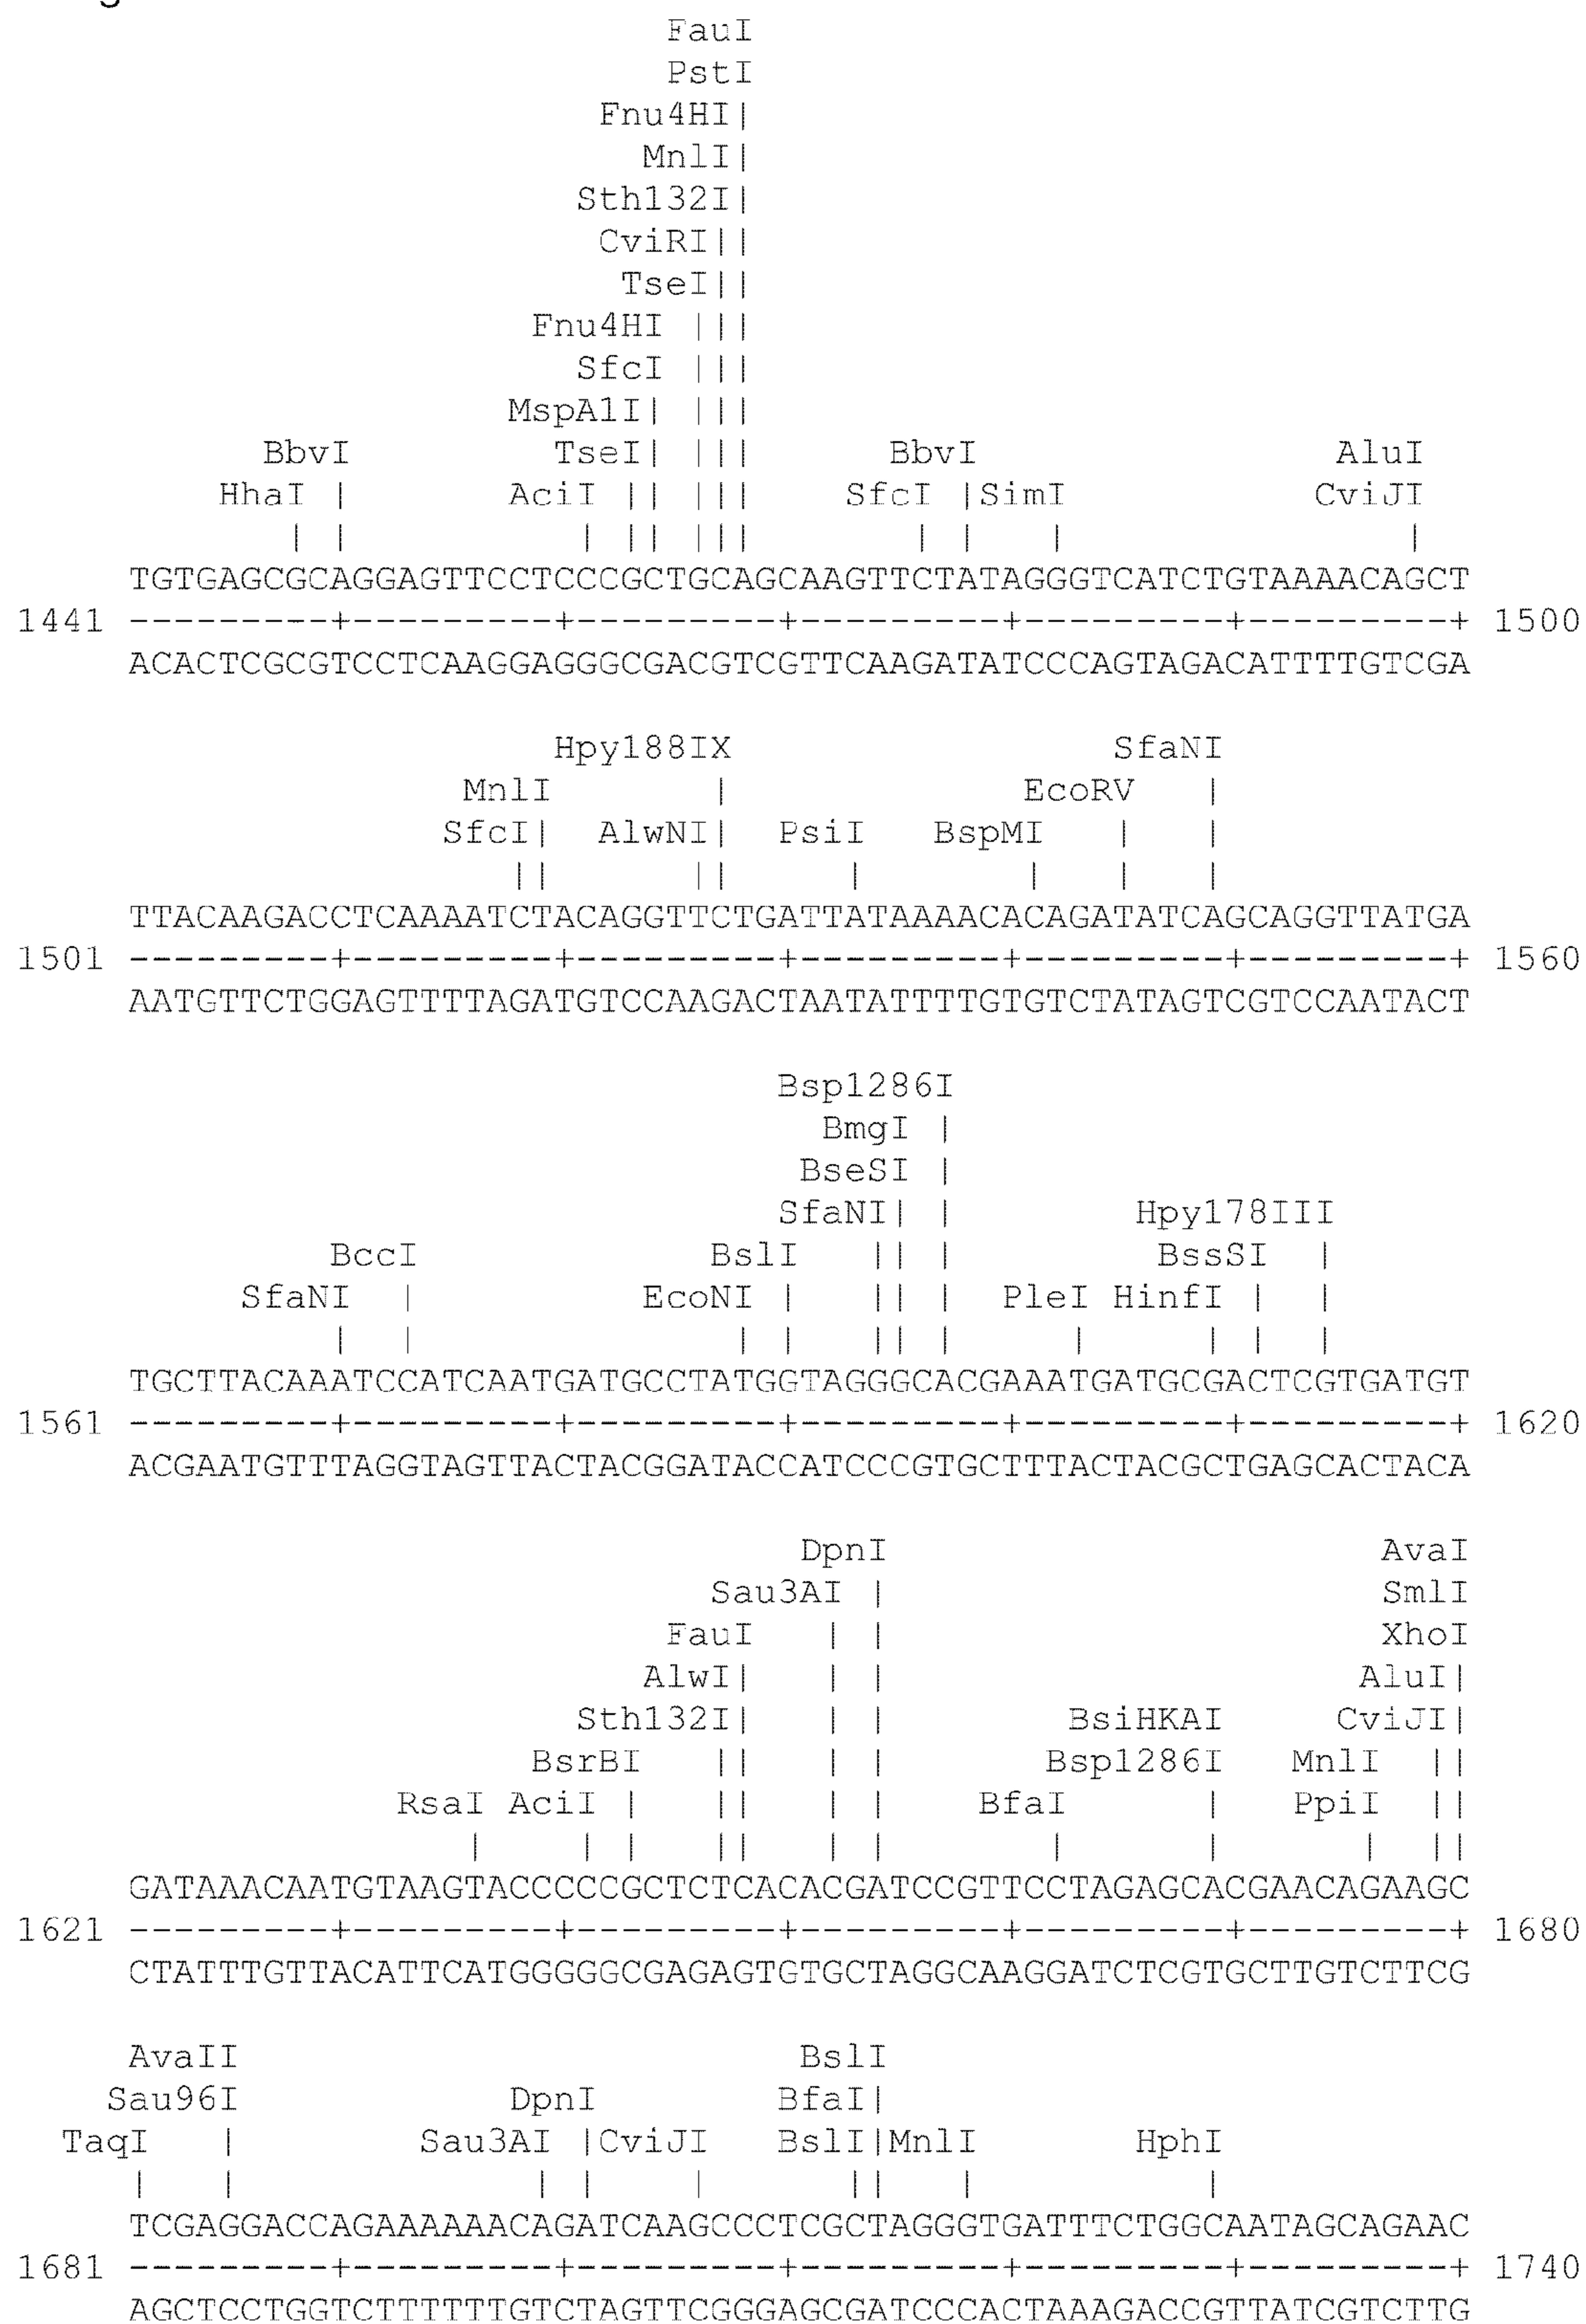 g
FauI
PstI
Fnu4HI|
MnlI|
Sth132I|
CviRI||
TseI||
Fnu4HI |||
SfcI |||
MspA1I| |||
BbvI TseI| ||| BbvI AluI
HhaI | AciI || ||| SfcI |SimI CviJI
| | | || ||| | | | |
TGTGAGCGCAGGAGTTCCTCCCGCTGCAGCAAGTTCTATAGGGTCATCTGTAAAACAGCT
1441 ---------+---------+---------+---------+---------+---------+ 1500
ACACTCGCGTCCTCAAGGAGGGCGACGTCGTTCAAGATATCCCAGTAGACATTTTGTCGA
Hpy188IX SfaNI
MnlI | EcoRV |
SfcI| AlwNI| PsiI BspMI | |
|| || | | | |
TTACAAGACCTCAAAATCTACAGGTTCTGATTATAAAACACAGATATCAGCAGGTTATGA
1501 ---------+---------+---------+---------+---------+---------+ 1560
AATGTTCTGGAGTTTTAGATGTCCAAGACTAATATTTTGTGTCTATAGTCGTCCAATACT
Bsp1286I
BmgI |
BseSI |
SfaNI| | Hpy178III
BccI BslI || | BssSI |
SfaNI | EcoNI | || | PleI HinfI | |
| | | | || | | | | |
TGCTTACAAATCCATCAATGATGCCTATGGTAGGGCACGAAATGATGCGACTCGTGATGT
1561 ---------+---------+---------+---------+---------+---------+ 1620
ACGAATGTTTAGGTAGTTACTACGGATACCATCCCGTGCTTTACTACGCTGAGCACTACA
DpnI AvaI
Sau3AI | SmlI
FauI | | XhoI
AlwI| | | AluI|
Sth132I| | | BsiHKAI CviJI|
BsrBI || | | Bsp1286I MnlI ||
RsaI AciI | || | | BfaI | PpiI ||
| | | || | | | | | ||
GATAAACAATGTAAGTACCCCCGCTCTCACACGATCCGTTCCTAGAGCACGAACAGAAGC
1621 ---------+---------+---------+---------+---------+---------+ 1680
CTATTTGTTACATTCATGGGGGCGAGAGTGTGCTAGGCAAGGATCTCGTGCTTGTCTTCG
AvaII BslI
Sau96I DpnI BfaI|
TaqI | Sau3AI |CviJI BslI|MnlI HphI
| | | | | || | |
TCGAGGACCAGAAAAAACAGATCAAGCCCTCGCTAGGGTGATTTCTGGCAATAGCAGAAC
1681 ---------+---------+---------+---------+---------+---------+ 1740
AGCTCCTGGTCTTTTTTGTCTAGTTCGGGAGCGATCCCACTAAAGACCGTTATCGTCTTG